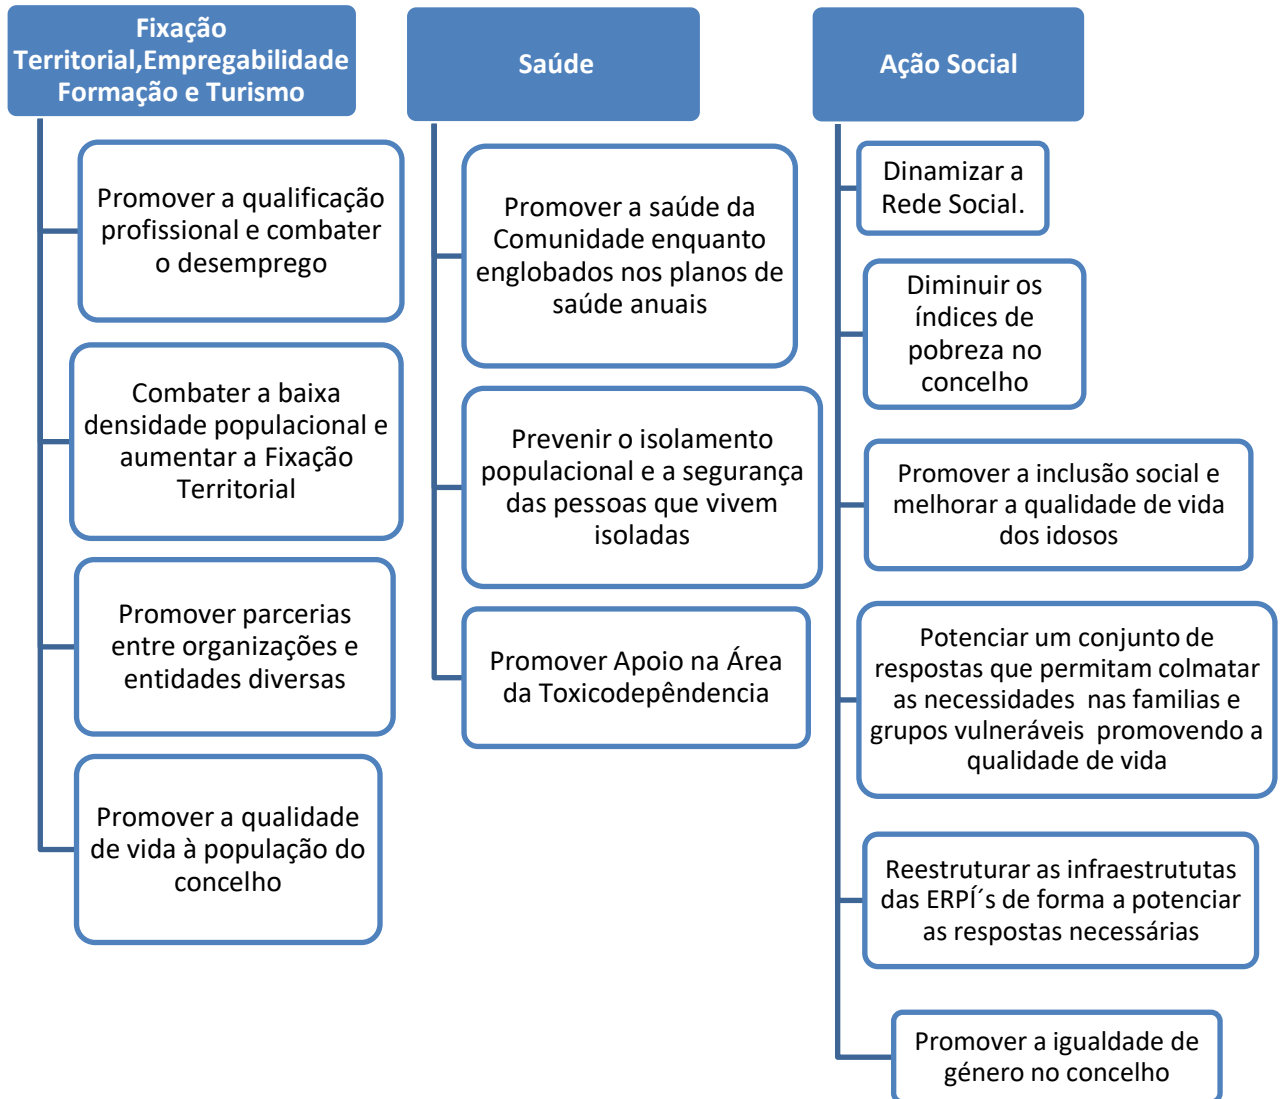 Fixação
Territorial,Empregabilidade
Formação e Turismo
Promover a qualificação
profissional e combater
o desemprego
Combater a baixa
densidade populacional e
aumentar a Fixação
Territorial
Promover parcerias
entre organizações e
entidades diversas
Promover a qualidade
de vida à população do
concelho
Saúde
Promover a saúde da
Comunidade enquanto
englobados nos planos de
saúde anuais
Prevenir o isolamento
populacional e a segurança
das pessoas que vivem
isoladas
Promover Apoio na Área
da Toxicodepêndencia
Ação Social
Dinamizar a
Rede Social.
Diminuir os
índices de
pobreza no
concelho
Promover a inclusão social e
melhorar a qualidade de vida
dos idosos
Potenciar um conjunto de
respostas que permitam colmatar
as necessidades  nas familias e
grupos vulneráveis  promovendo a
qualidade de vida
Reestruturar as infraestrututas
das ERPÍ´s de forma a potenciar
as respostas necessárias
Promover a igualdade de
género no concelho